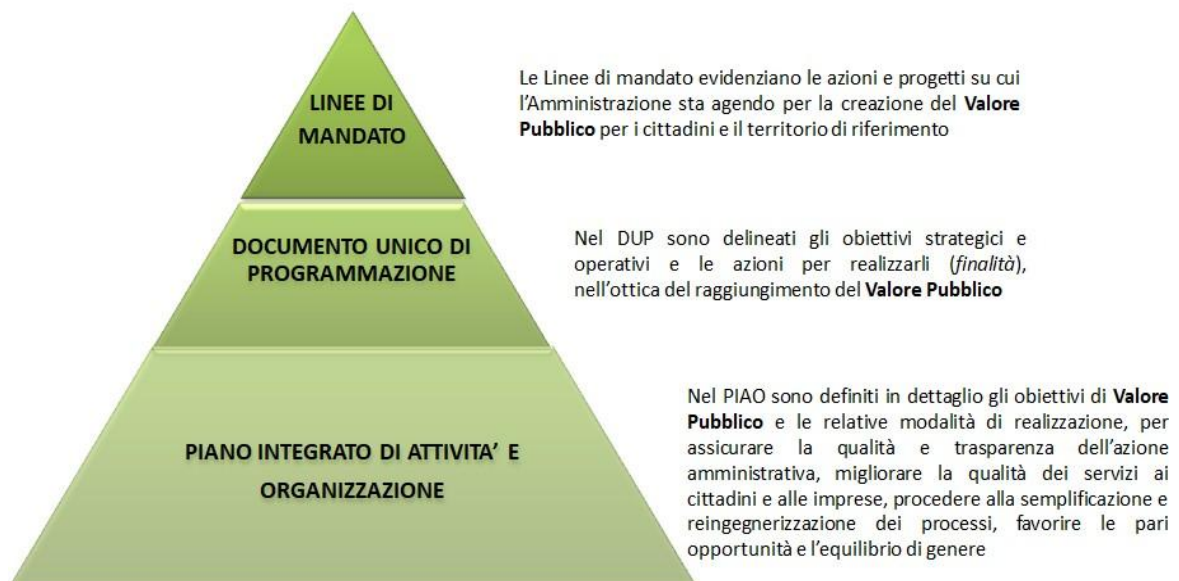 LINEE DI
MANDATO
Le Linee di mandato evidenziano le azioni e progetti su cui
l'Amministrazione sta agendo per la creazione del Valore
Pubblico per i cittadini e il territorio di riferimento
DOCUMENTO UNICO DI
PROGRAMMAZIONE
Nel DUP sono delineati gli obiettivi strategici e
operativi e le azioni per realizzarli (finalità),
nell'ottica del raggiungimento del Valore Pubblico
PIANO INTEGRATO DI ATTIVITA' E
ORGANIZZAZIONE
Nel PIAO sono definiti in dettaglio gli obiettivi di Valore
Pubblico e le relative modalità di realizzazione, per
assicurare la qualità e trasparenza dell'azione
amministrativa, migliorare la qualità dei servizi ai
cittadini e alle imprese, procedere alla semplificazione e
reingegnerizzazione dei processi, favorire le pari
opportunità e l'equilibrio di genere